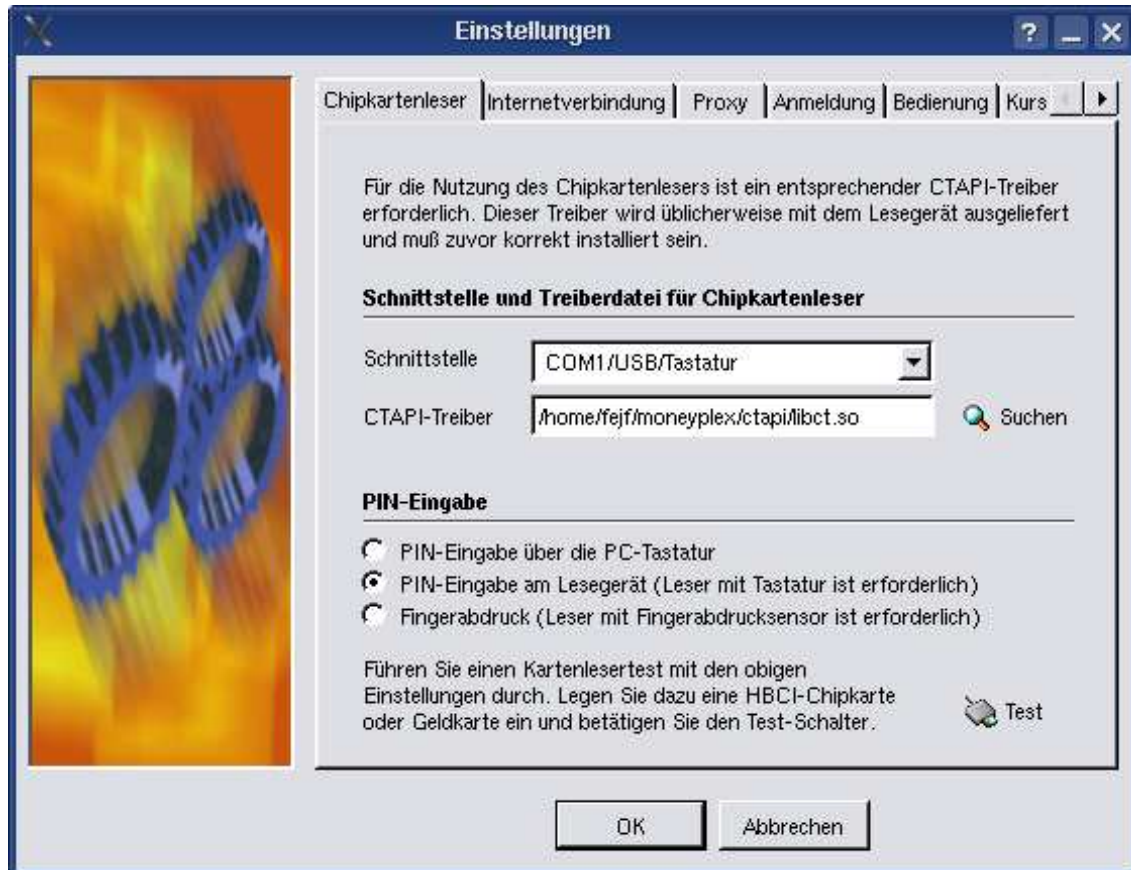 Einstellungen
Chipkartenleser Internetverbindung Proxy Anmeldung Bedienung Kurs
Für die Nutzung des Chipkartenlesers ist ein entsprechender CTAPI-Treiber
erforderlich. Dieser Treiber wird üblicherweise mit dem Lesegerät ausgeliefert
und muß zuvor korrekt installiert sein.
Schnittstelle und Treiberdatei für Chipkartenleser
Schnittstelle COM1/USB/Tastatur
CTAPI-Treiber /home/fejf/moneyplex/ctapi/libct.so Suchen
PIN-Eingabe
PIN-Eingabe über die PC-Tastatur
PIN-Eingabe am Lesegerät (Leser mit Tastatur ist erforderlich)
Fingerabdruck (Leser mit Fingerabdrucksensor ist erforderlich)
Führen Sie einen Kartenlesertest mit den obigen
Einstellungen durch. Legen Sie dazu eine HBCI-Chipkarte
oder Geldkarte ein und betätigen Sie den Test-Schalter.
Test
OK Abbrechen